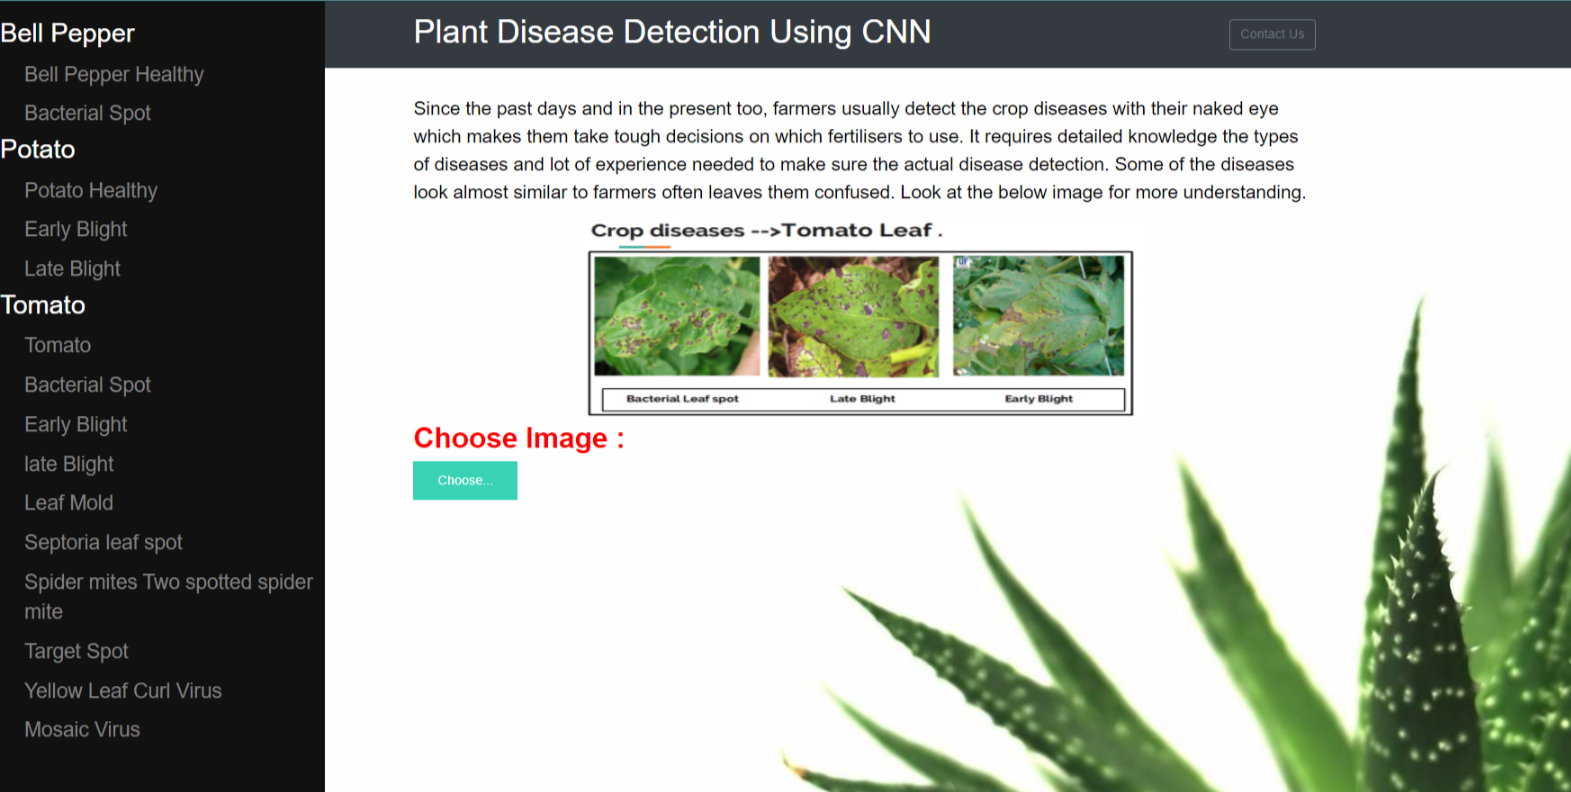 Bell Pepper
Bell Pepper Healthy
Bacterial Spot
Potato
Potato Healthy
Early Blight
Late Blight
Tomato
Tomato
Bacterial Spot
Early Blight
late Blight
Leaf Mold
Septoria leaf spot
Spider mites Two spotted spider
mite
Target Spot
Yellow Leaf Curl Virus
Mosaic Virus
Plant Disease Detection Using CNN
Contact Us
Since the past days and in the present too, farmers usually detect the crop diseases with their naked eye
which makes them take tough decisions on which fertilisers to use. It requires detailed knowledge the types
of diseases and lot of experience needed to make sure the actual disease detection. Some of the diseases
look almost similar to farmers often leaves them confused. Look at the below image for more understanding.
Crop diseases -->Tomato Leaf .
Bacterial Leaf spot Late Blight Early Blight
Choose Image :
Choose...